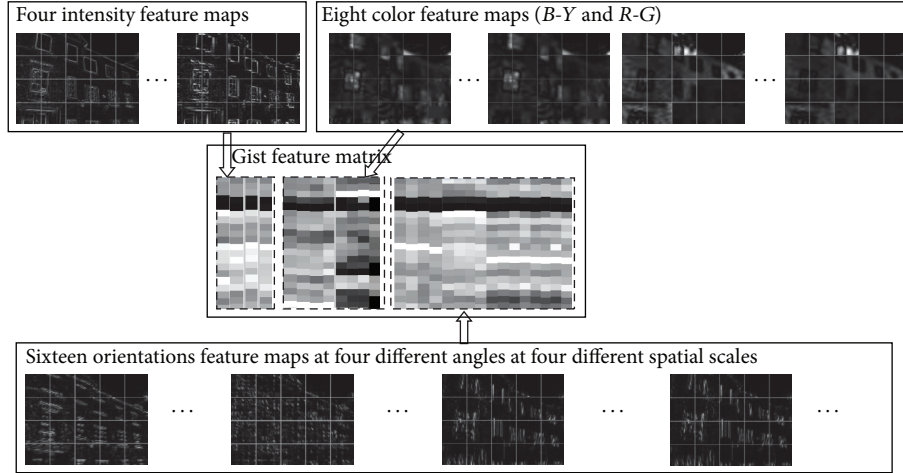 Four intensity feature maps
Eight color feature maps (B-Y and R-G)
...
...
...
Gist feature matrix
Sixteen orientations feature maps at four different angles at four different spatial scales
...
...
...
...